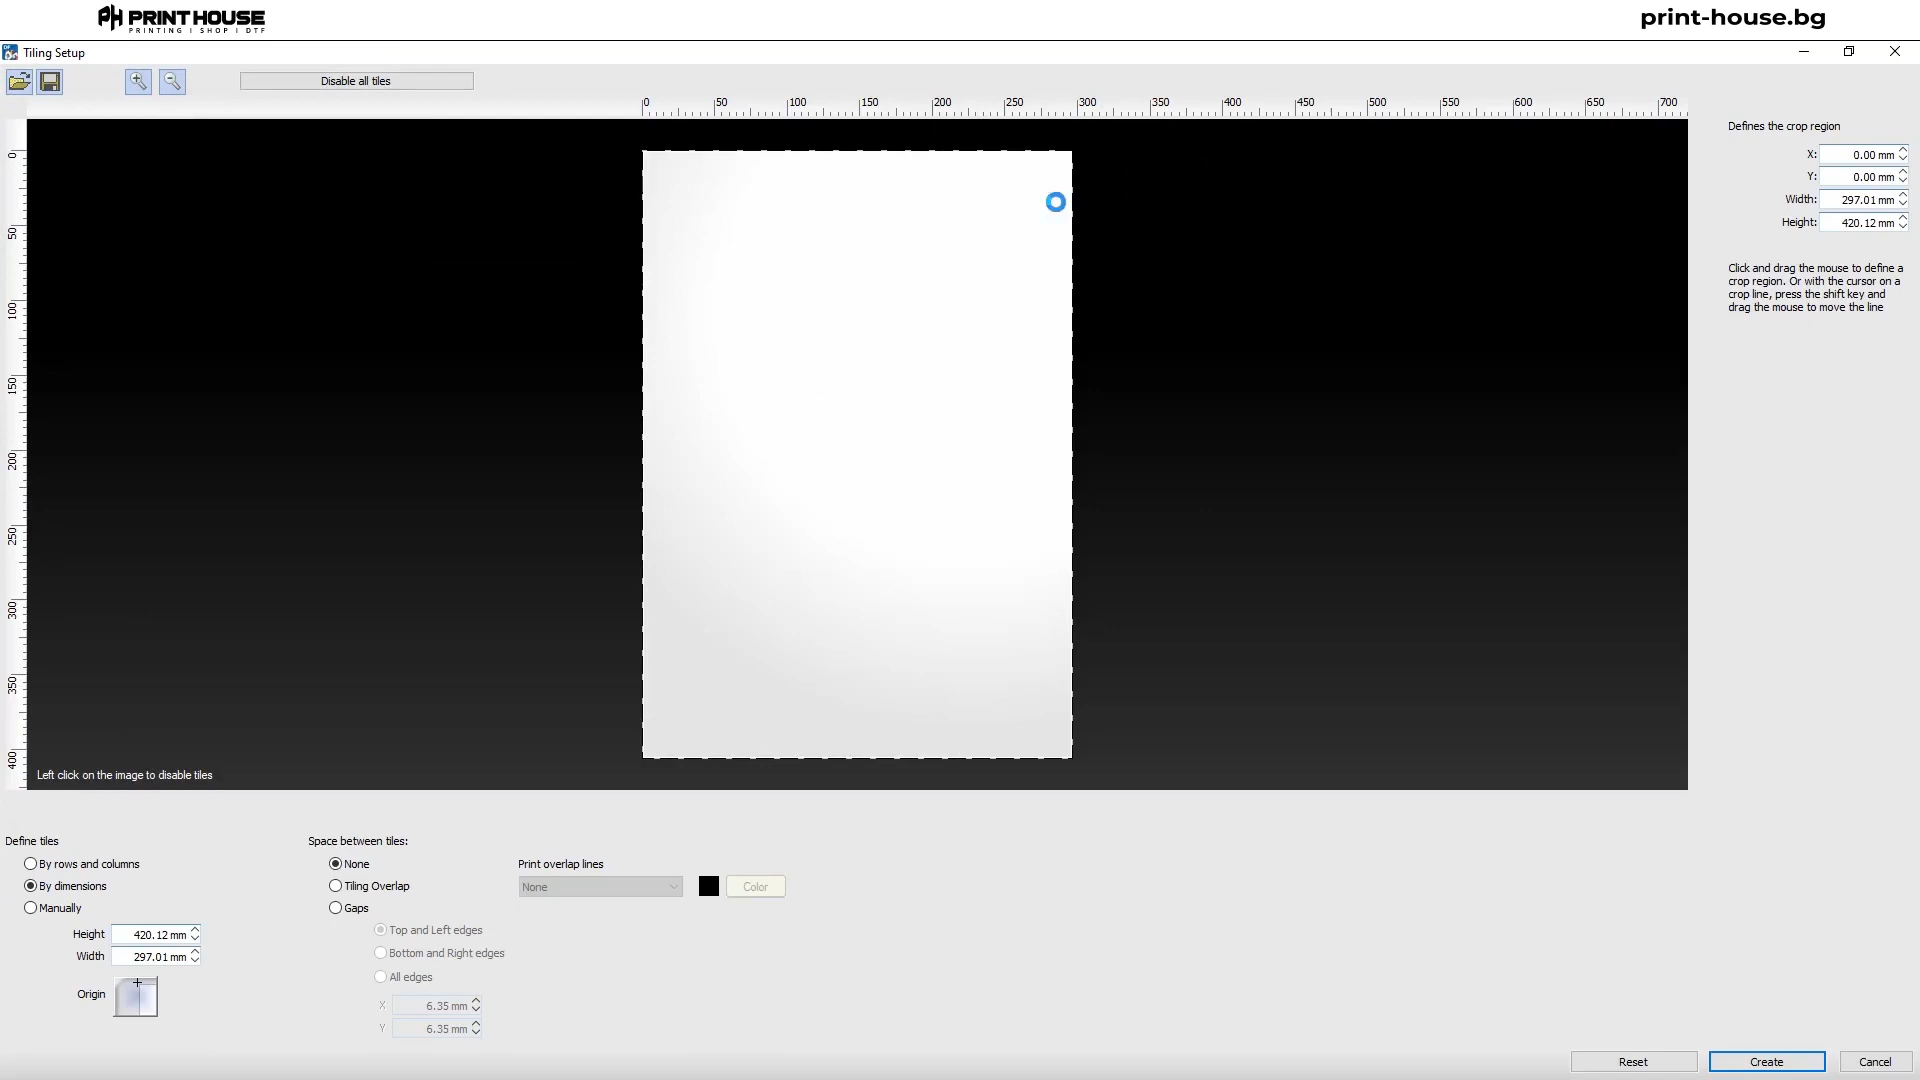 PH PRINT HOUSE
PRINTING | SHOP | DTF
print-house.bg
Tiling Setup
Disable all tiles
0 50 100 150 200 250 300 350 400 450 500 550 600 650 700
0
50
100
150
200
250
300
350
400
Defines the crop region
X: 0.00 mm
Y: 0.00 mm
Width: 297.01 mm
Height: 420.12 mm
Click and drag the mouse to define a
crop region. Or with the cursor on a
crop line, press the shift key and
drag the mouse to move the line
Left click on the image to disable tiles
Define tiles
By rows and columns
By dimensions
Manually
Height 420.12 mm
Width 297.01 mm
Origin
Space between tiles:
None
Tiling Overlap
Gaps
Top and Left edges
Bottom and Right edges
All edges
X 6.35 mm
Y 6.35 mm
Print overlap lines
None
Color
Reset
Create
Cancel